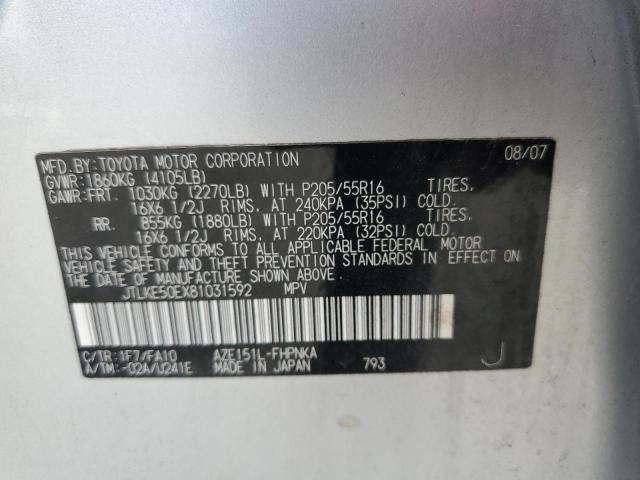 MFD. BY: TOYOTA MOTOR CORPORATION 08/07
GVWR: 1860KG (4105LB)
GAWR: FRT. 1030KG (2270LB) WITH P205/55R16 TIRES,
16X6 1/2J RIMS, AT 240KPA (35PSI) COLD.
RR. 855KG (1880LB) WITH P205/55R16 TIRES,
16X6 1/2J RIMS, AT 220KPA (32PSI) COLD.
THIS VEHICLE CONFORMS TO ALL APPLICABLE FEDERAL MOTOR
VEHICLE SAFETY AND THEFT PREVENTION STANDARDS IN EFFECT ON
THE DATE OF MANUFACTURE SHOWN ABOVE.
JTLKE50EX81031592 MPV
C/TR: 1F7/FA10 AZE151L-FHPNKA
A/TM: -02A/U241E MADE IN JAPAN 793 J